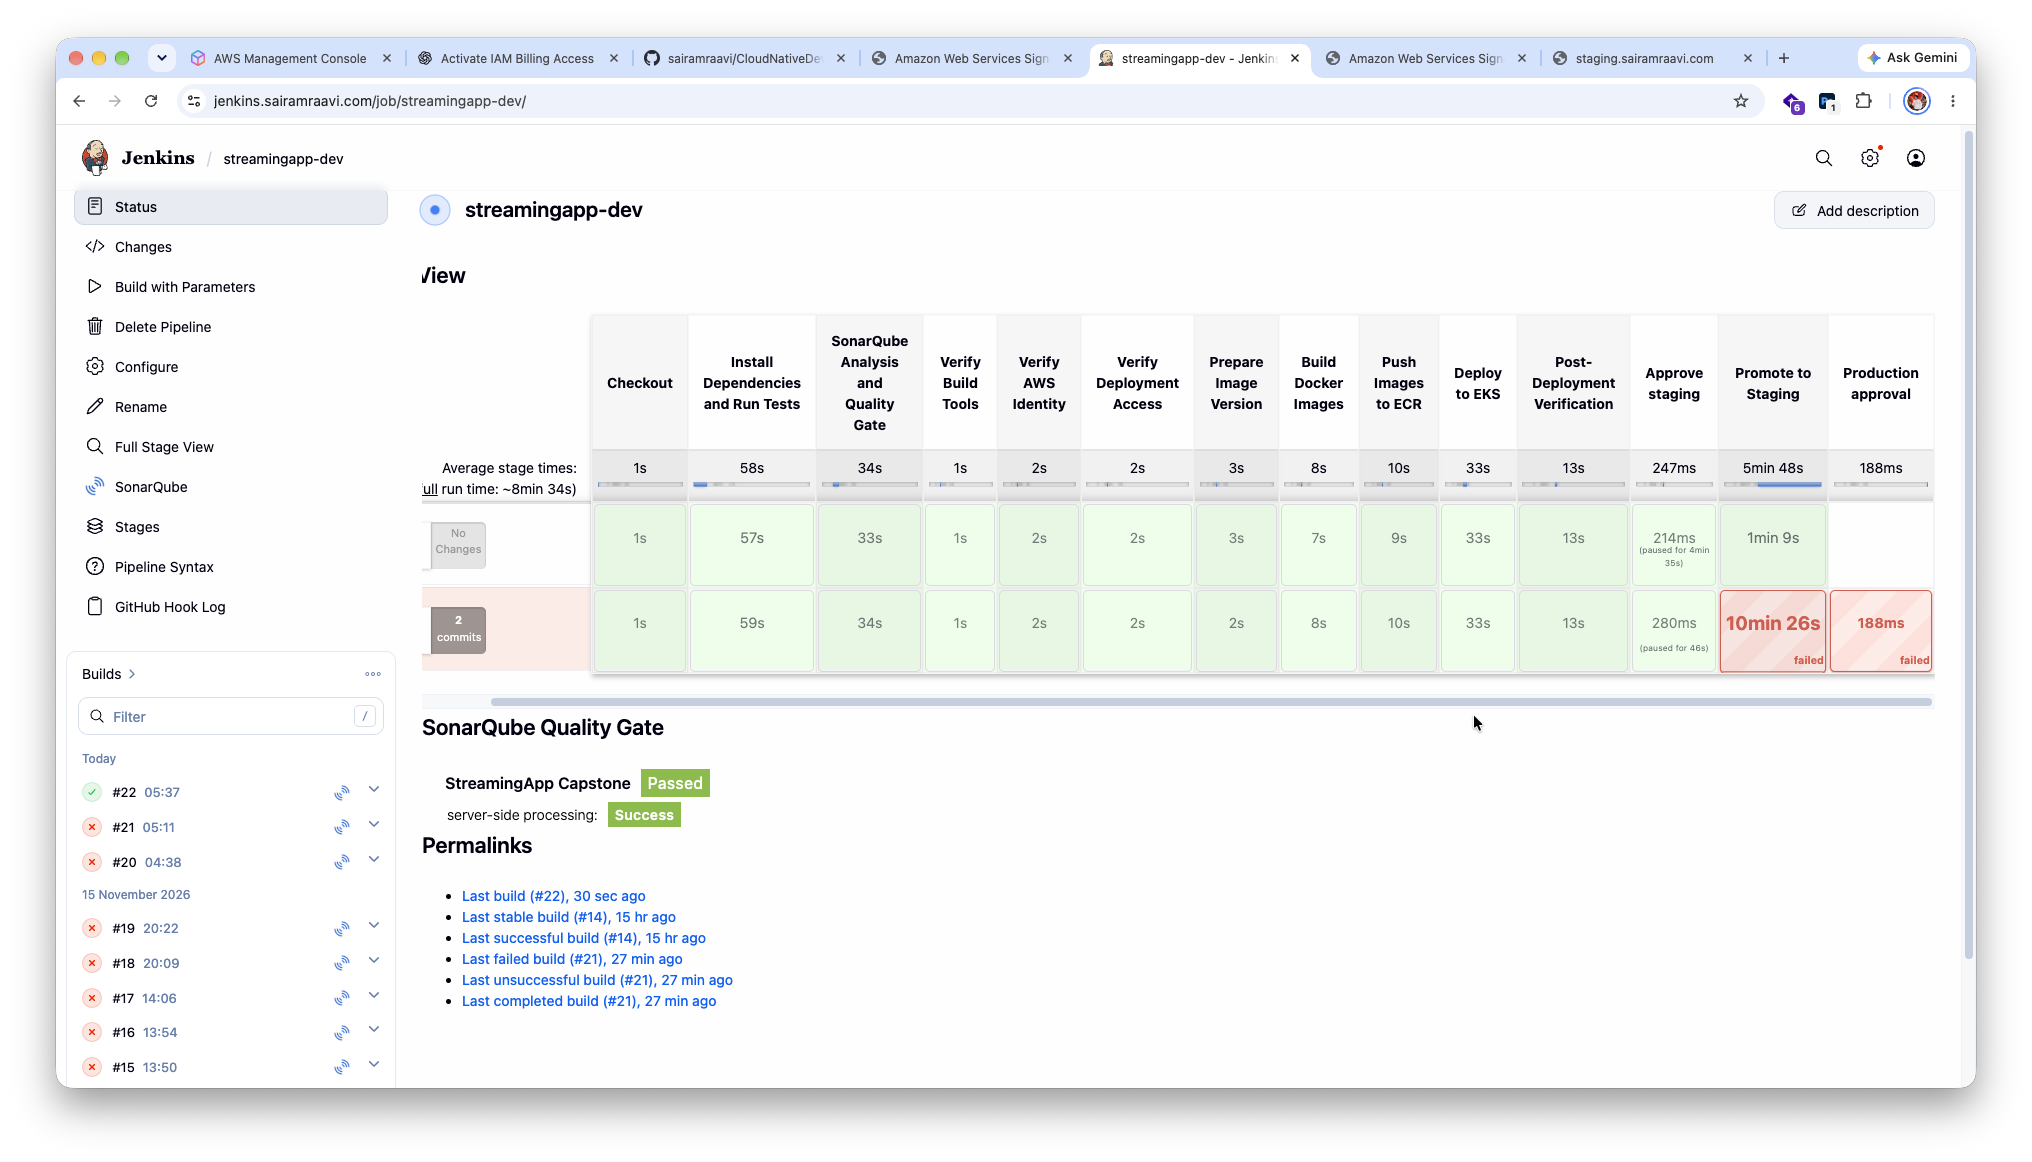 AWS Management Console
Activate IAM Billing Access
sairamraavi/CloudNativeDe
Amazon Web Services Sign
streamingapp-dev - Jenkins
Amazon Web Services Sign
staging.sairamraavi.com
Ask Gemini
jenkins.sairamraavi.com/job/streamingapp-dev/
6
1
Jenkins / streamingapp-dev
Status
Changes
Build with Parameters
Delete Pipeline
Configure
Rename
Full Stage View
SonarQube
Stages
Pipeline Syntax
GitHub Hook Log
Builds
Filter /
Today
#22 05:37
#21 05:11
#20 04:38
15 November 2026
#19 20:22
#18 20:09
#17 14:06
#16 13:54
#15 13:50
streamingapp-dev
Add description
View
Checkout
Install
Dependencies
and Run Tests
SonarQube
Analysis
and
Quality
Gate
Verify
Build
Tools
Verify
AWS
Identity
Verify
Deployment
Access
Prepare
Image
Version
Build
Docker
Images
Push
Images
to ECR
Deploy
to EKS
Post-
Deployment
Verification
Approve
staging
Promote to
Staging
Production
approval
Average stage times:
ull run time: ~8min 34s)
1s 58s 34s 1s 2s 2s 3s 8s 10s 33s 13s 247ms 5min 48s 188ms
No
Changes
1s 57s 33s 1s 2s 2s 3s 7s 9s 33s 13s 214ms 1min 9s
(paused for 4min
35s)
2
commits
1s 59s 34s 1s 2s 2s 2s 8s 10s 33s 13s 280ms 10min 26s 188ms
(paused for 46s)
failed failed
SonarQube Quality Gate
StreamingApp Capstone Passed
server-side processing: Success
Permalinks
• Last build (#22), 30 sec ago
• Last stable build (#14), 15 hr ago
• Last successful build (#14), 15 hr ago
• Last failed build (#21), 27 min ago
• Last unsuccessful build (#21), 27 min ago
• Last completed build (#21), 27 min ago